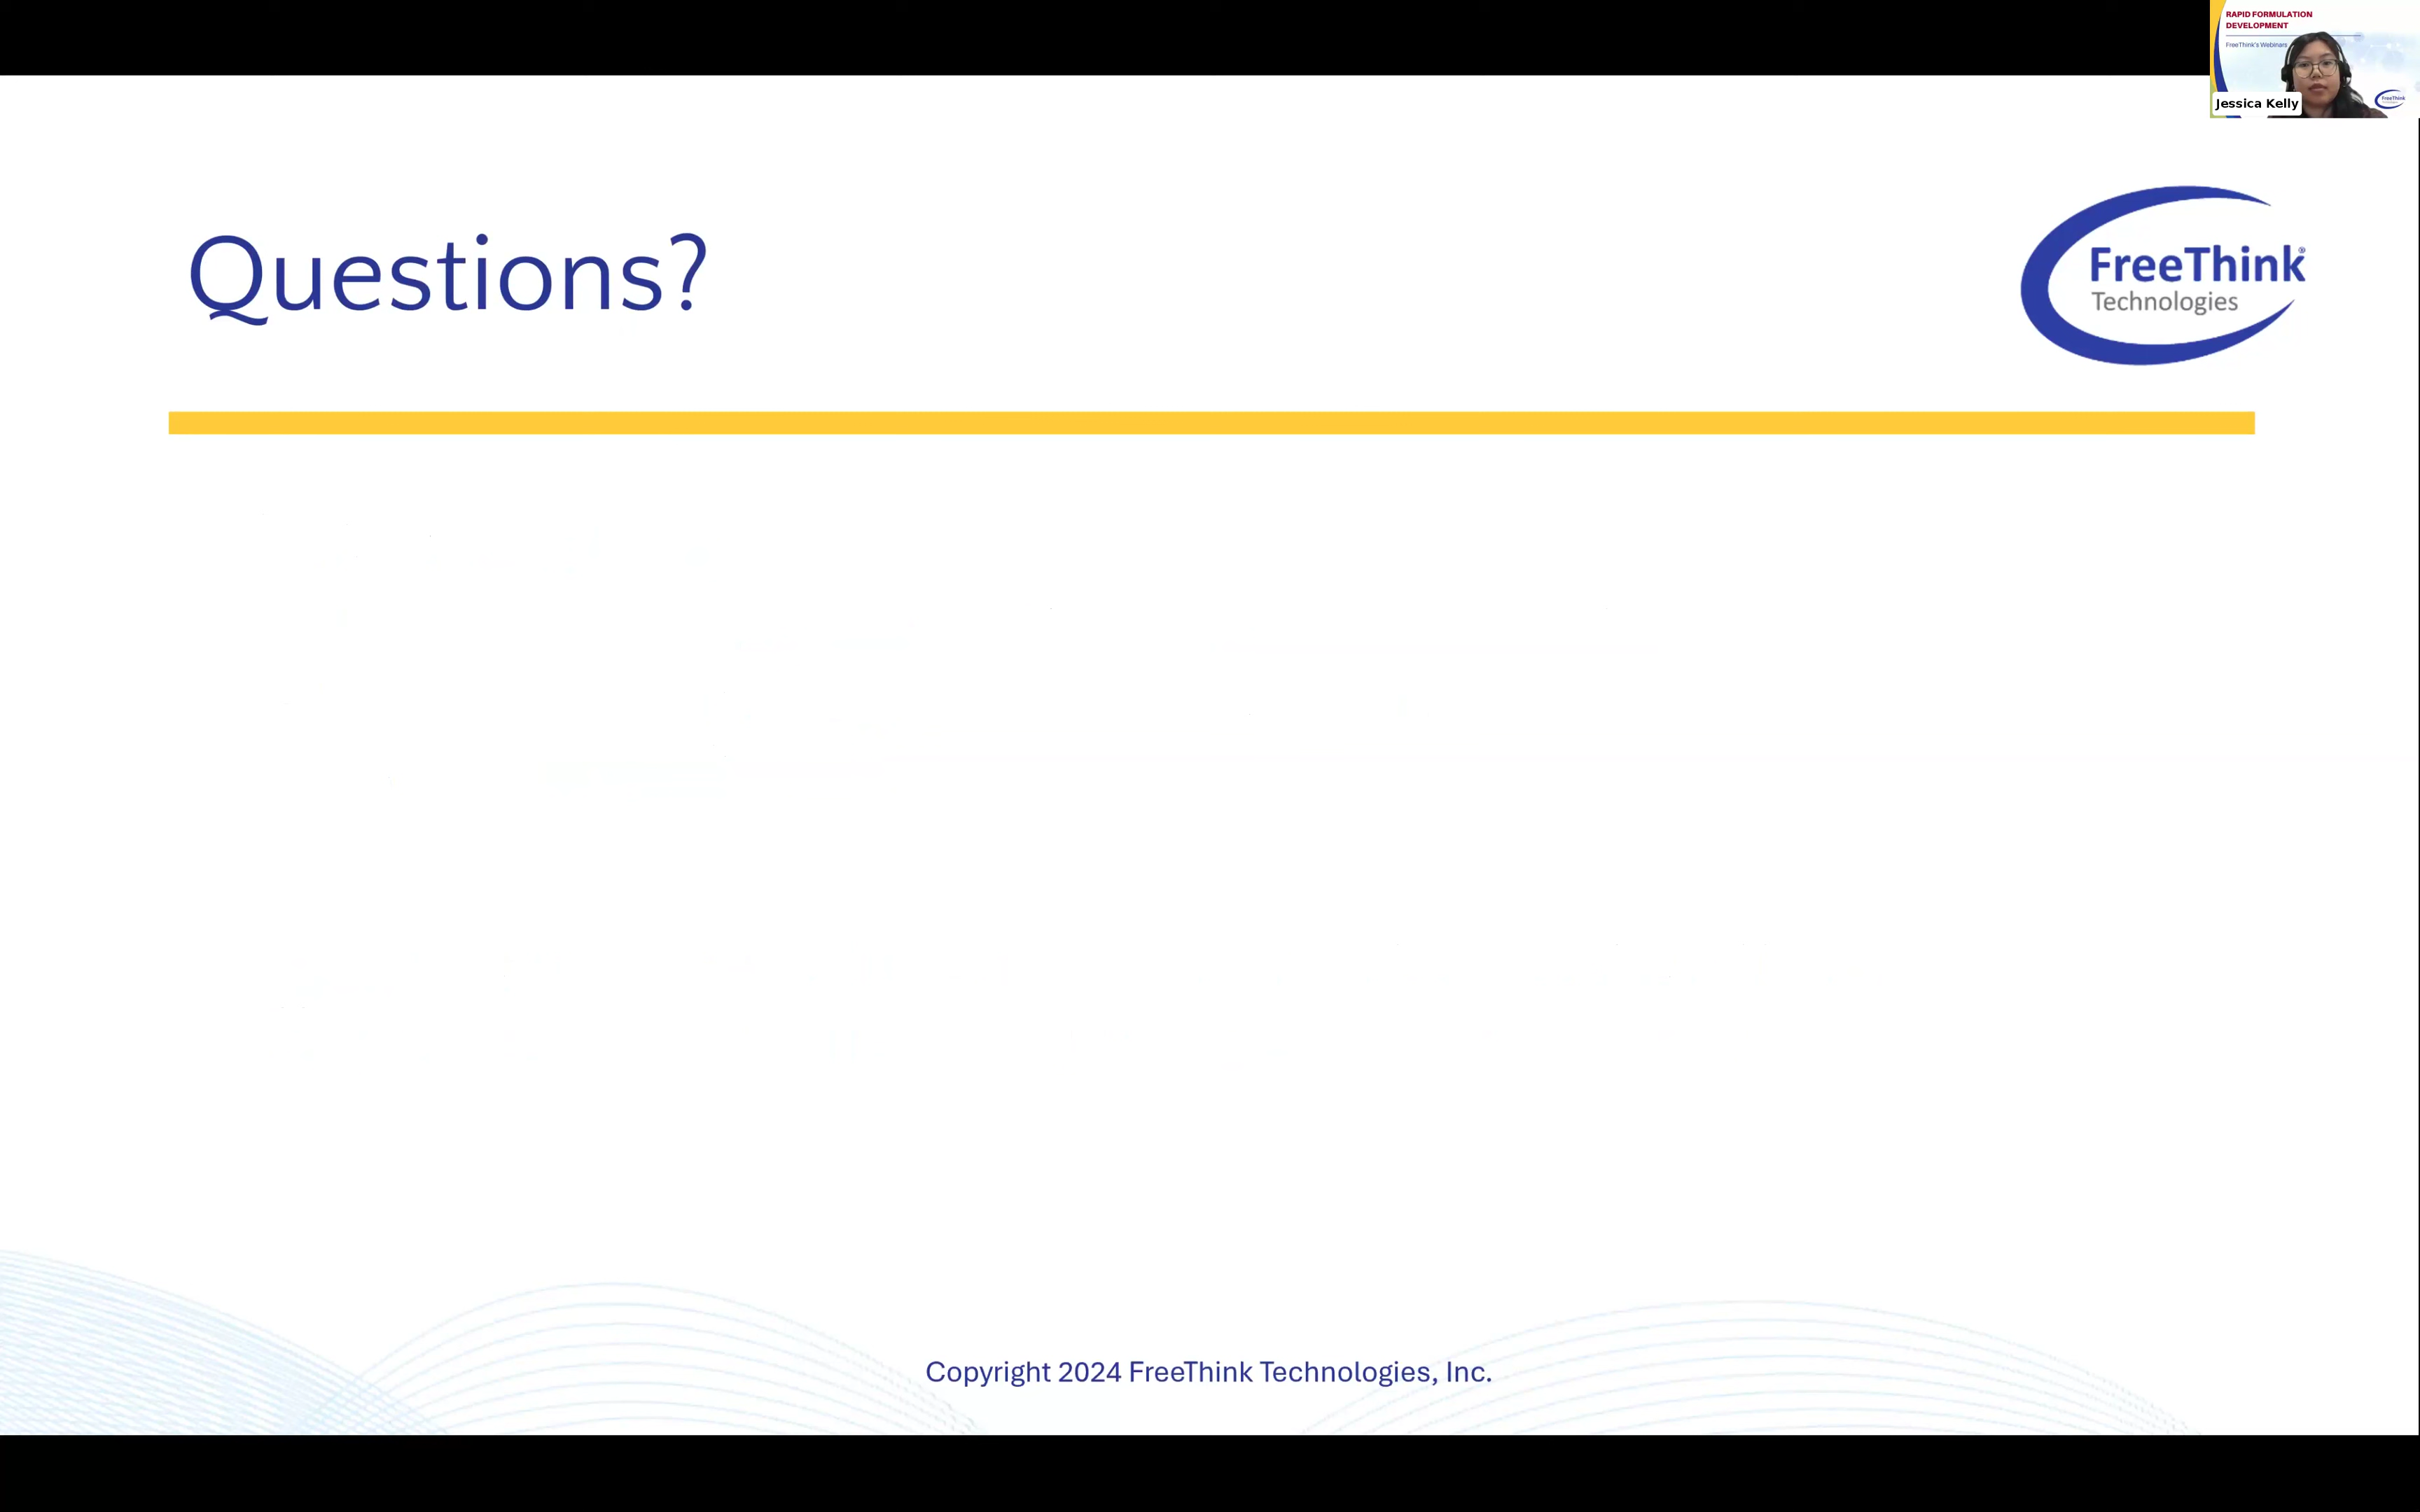 RAPID FORMULATION
DEVELOPMENT
FreeThink's Webinars
FreeThink
Jessica Kelly
Questions?
FreeThink®
Technologies
Copyright 2024 FreeThink Technologies, Inc.